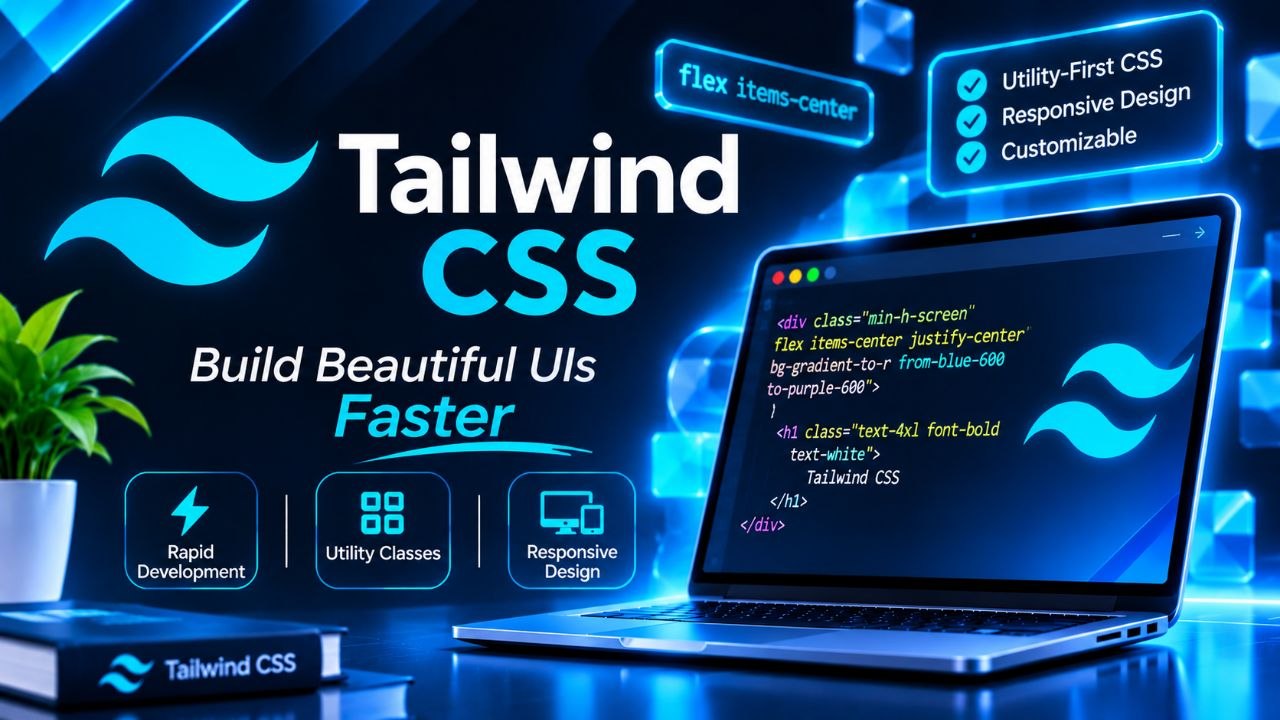 flex items-center
Utility-First CSS
Responsive Design
Customizable
Tailwind
CSS
Build Beautiful UIs
Faster
Rapid
Development
Utility Classes
Responsive
Design
<div class="min-h-screen"
flex items-center justify-center"
bg-gradient-to-r from-blue-600
to-purple-600">
}
<h1 class="text-4xl font-bold
text-white">
Tailwind CSS
</h1>
</div>
Tailwind CSS